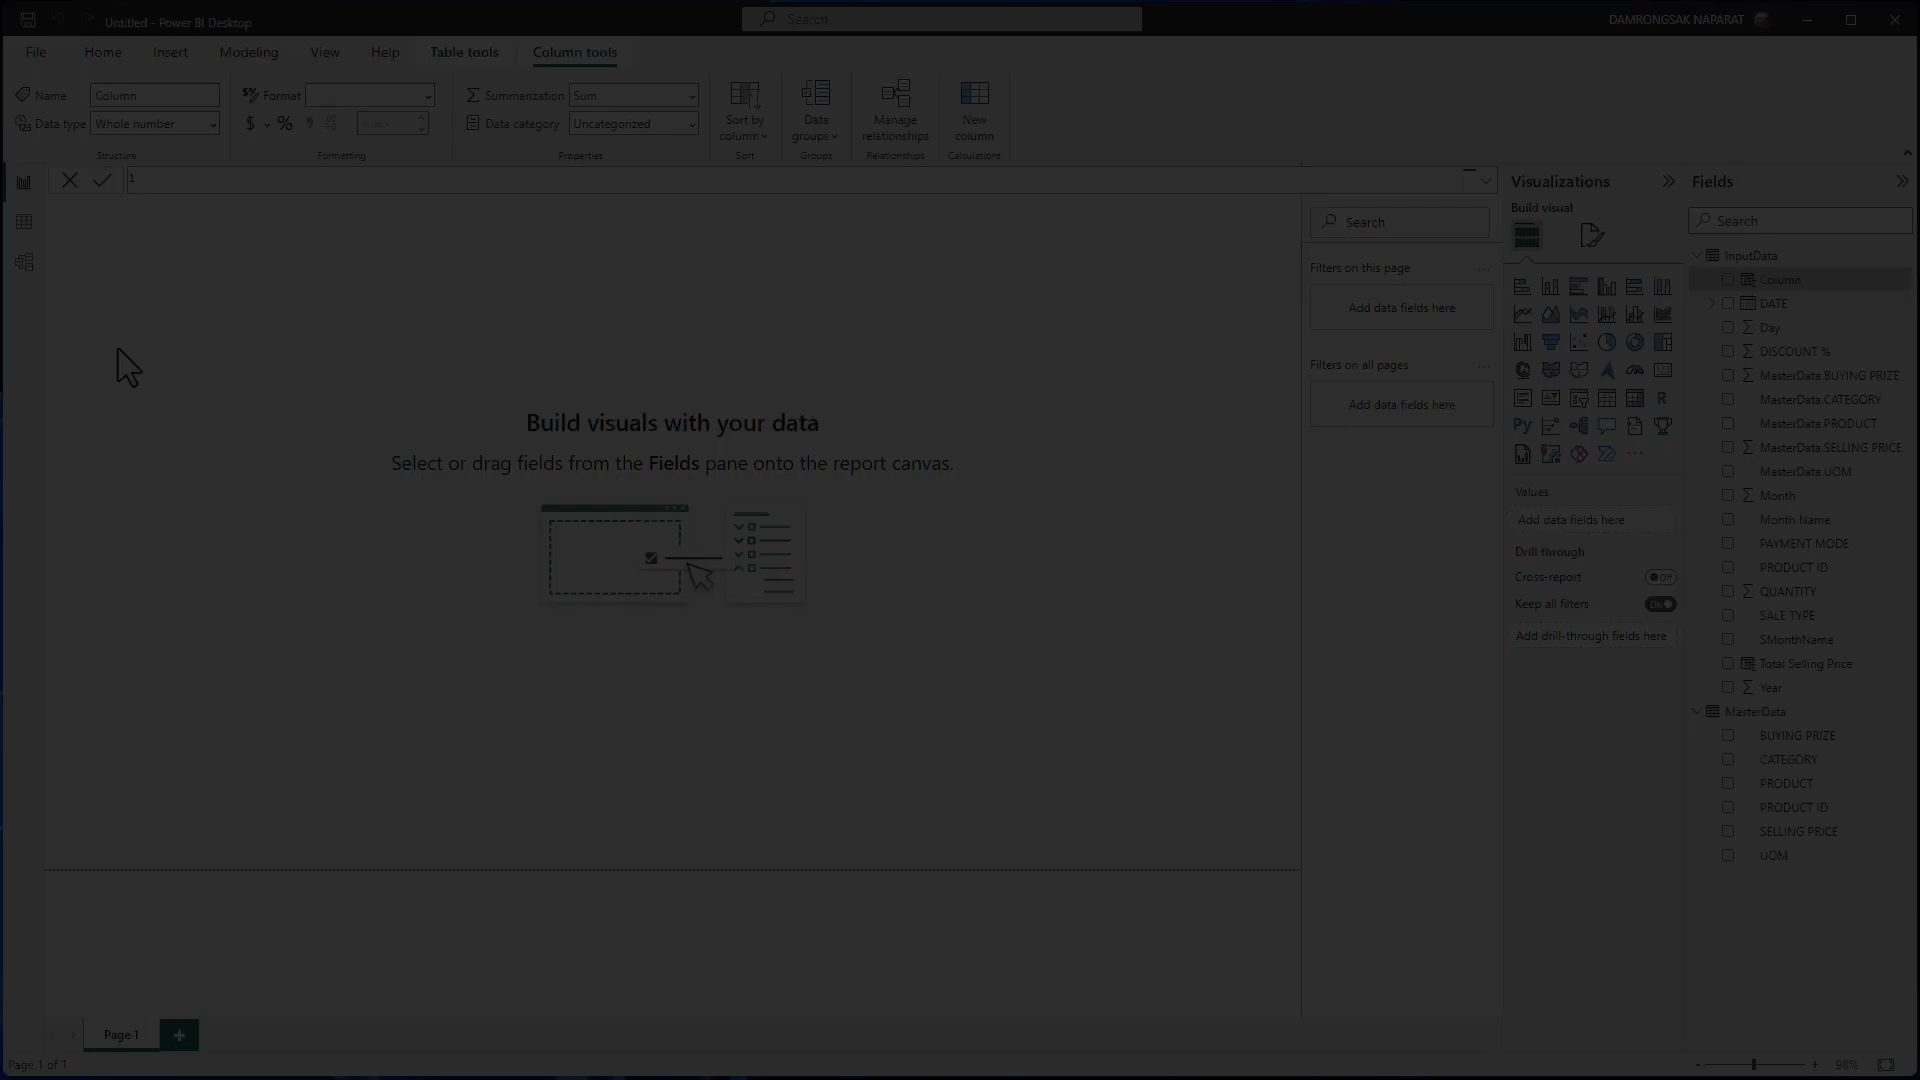 Untitled - Power BI Desktop
Search
DAMRONGSAK NAPARAT
File
Home
Insert
Modeling
View
Help
Table tools
Column tools
Name
Column
Data type
Whole number
Structure
Format
$
%
Auto
Formatting
Summarization
Sum
Data category
Uncategorized
Properties
Sort by
column
Sort
Data
groups
Groups
Manage
relationships
Relationships
New
column
Calculations
1
Build visuals with your data
Select or drag fields from the Fields pane onto the report canvas.
Search
Filters on this page
...
Add data fields here
Filters on all pages
...
Add data fields here
Visualizations
Build visual
R
Py
...
Values
Add data fields here
Drill through
Cross-report
Off
Keep all filters
On
Add drill-through fields here
Fields
Search
InputData
Column
DATE
Day
DISCOUNT %
MasterData.BUYING PRIZE
MasterData.CATEGORY
MasterData.PRODUCT
MasterData.SELLING PRICE
MasterData.UOM
Month
Month Name
PAYMENT MODE
PRODUCT ID
QUANTITY
SALE TYPE
SMonthName
Total Selling Price
Year
MasterData
BUYING PRIZE
CATEGORY
PRODUCT
PRODUCT ID
SELLING PRICE
UOM
Page 1
+
Page 1 of 1
- + 98%